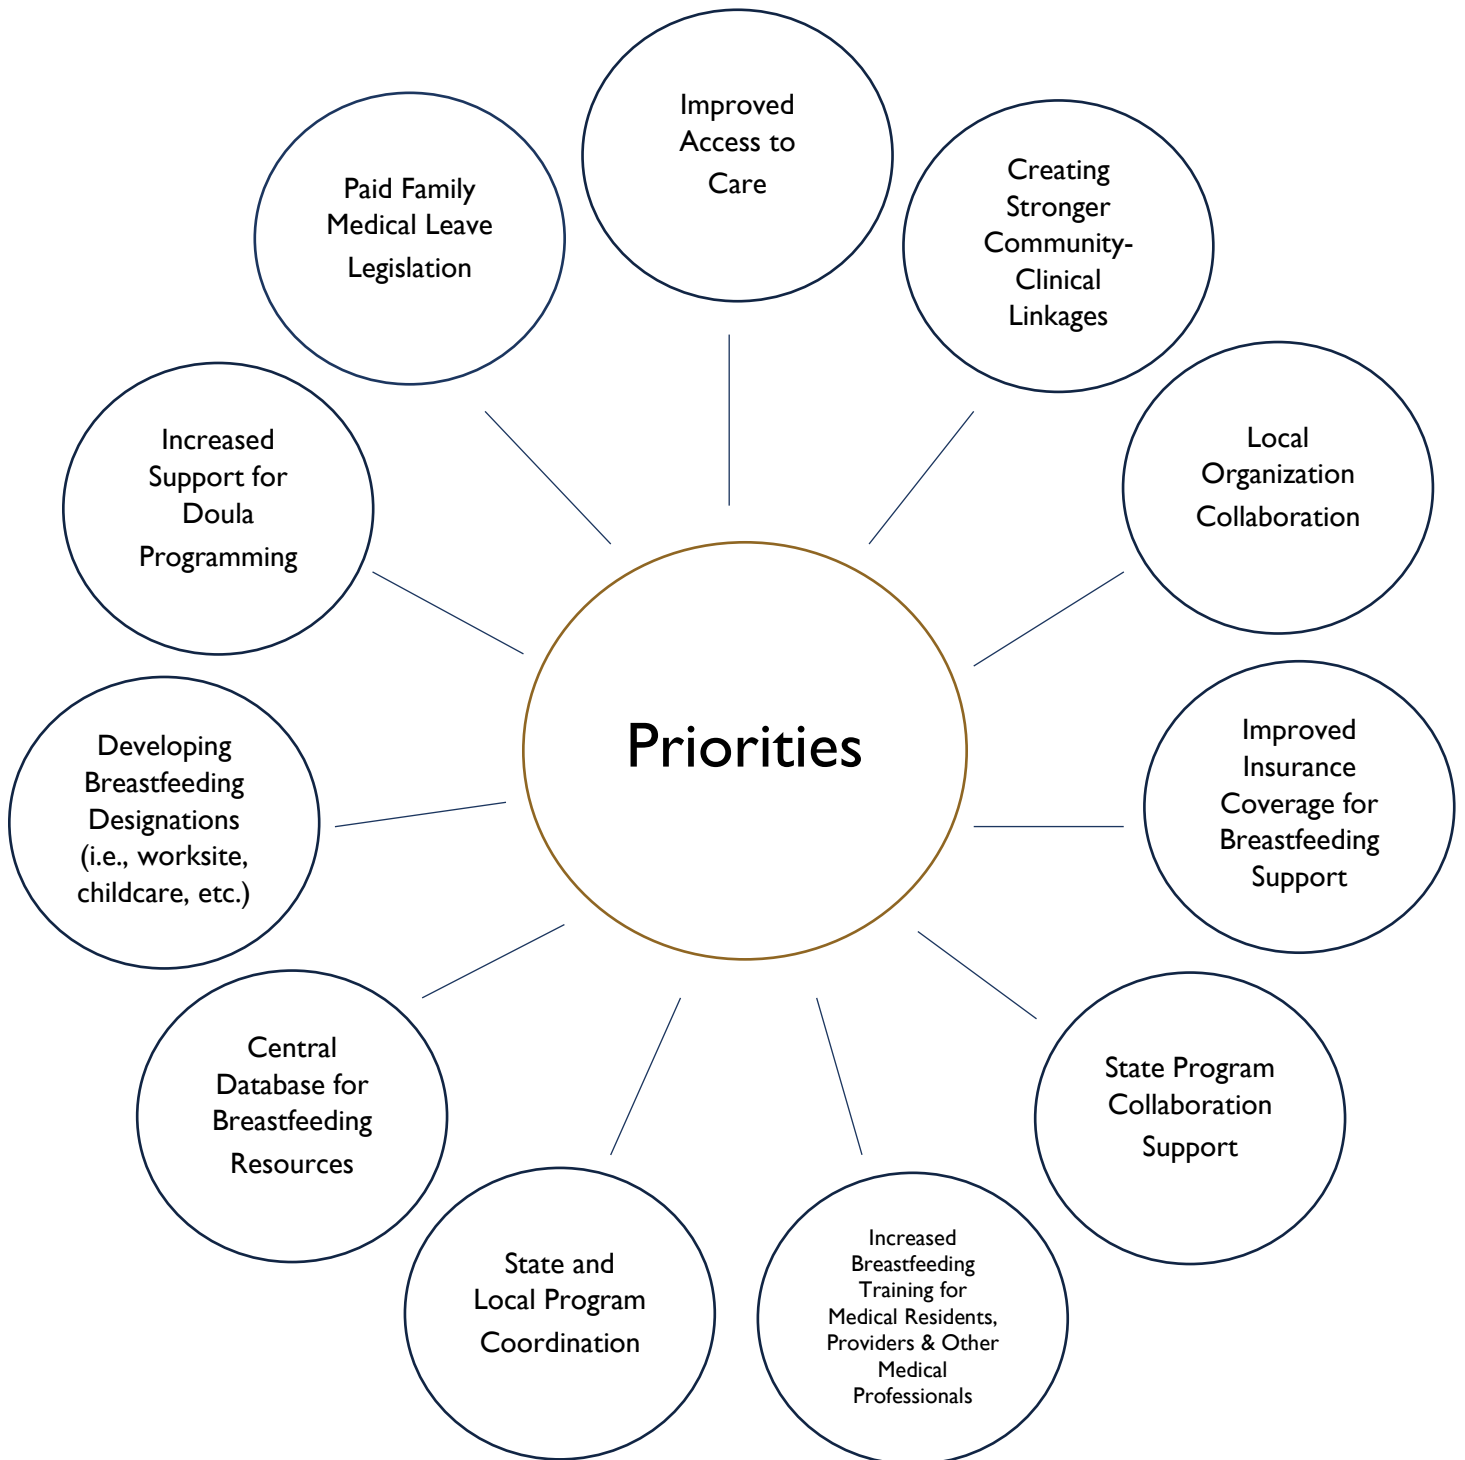 Improved
Access to
Care
Creating
Stronger
Community-
Clinical
Linkages
Local
Organization
Collaboration
Improved
Insurance
Coverage for
Breastfeeding
Support
State Program
Collaboration
Support
Increased
Breastfeeding
Training for
Medical Residents,
Providers & Other
Medical
Professionals
State and
Local Program
Coordination
Central
Database for
Breastfeeding
Resources
Developing
Breastfeeding
Designations
(i.e., worksite,
childcare, etc.)
Increased
Support for
Doula
Programming
Paid Family
Medical Leave
Legislation
Priorities